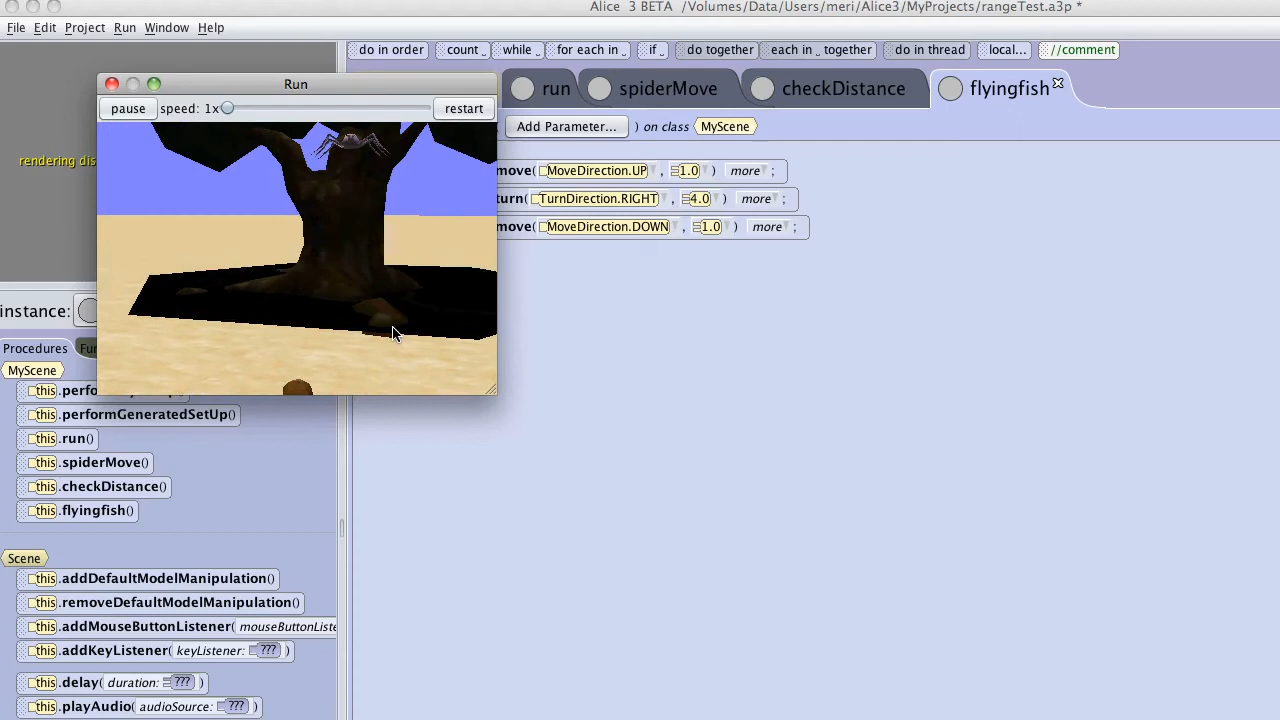 Alice 3 BETA /Volumes/Data/Users/meri/Alice3/MyProjects/rangeTest.a3p *
File Edit Project Run Window Help
do in order count while for each in if do together each in together do in thread local... //comment
Run
run spiderMove checkDistance flyingfish
pause speed: 1x restart
Add Parameter... ) on class MyScene
rendering dis
move( MoveDirection.UP , 1.0 ) more ;
turn( TurnDirection.RIGHT , 4.0 ) more ;
move( MoveDirection.DOWN , 1.0 ) more ;
instance:
Procedures Fu
MyScene
this.perfo
this.performGeneratedSetUp()
this.run()
this.spiderMove()
this.checkDistance()
this.flyingfish()
Scene
this.addDefaultModelManipulation()
this.removeDefaultModelManipulation()
this.addMouseButtonListener( mouseButtonListe
this.addKeyListener( keyListener: ??? )
this.delay( duration: ??? )
this.playAudio( audioSource: ??? )